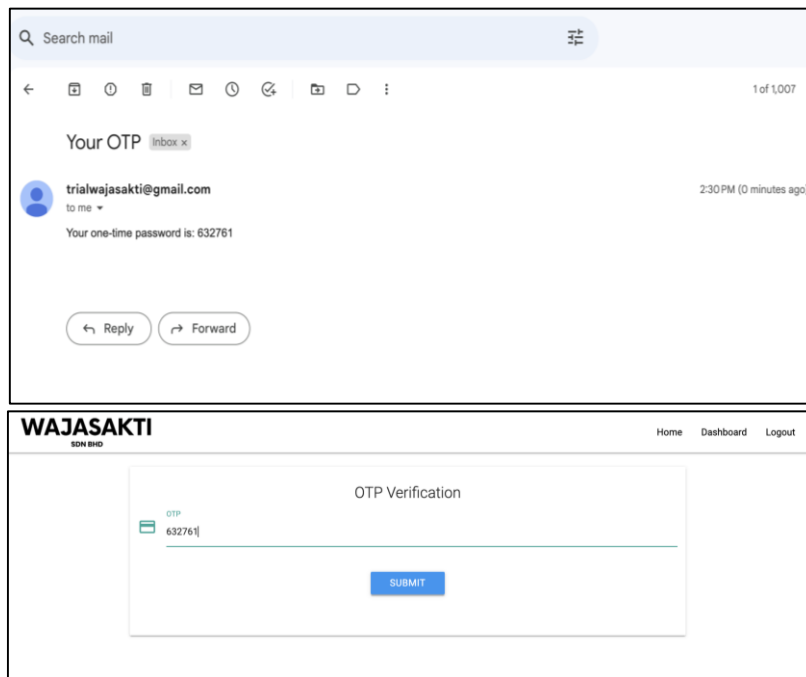 Search mail
1 of 1,007
Your OTP Inbox x
trialwajasakti@gmail.com 2:30 PM (0 minutes ago)
to me
Your one-time password is: 632761
Reply Forward
WAJASAKTI
SDN BHD
Home Dashboard Logout
OTP Verification
OTP
632761
SUBMIT